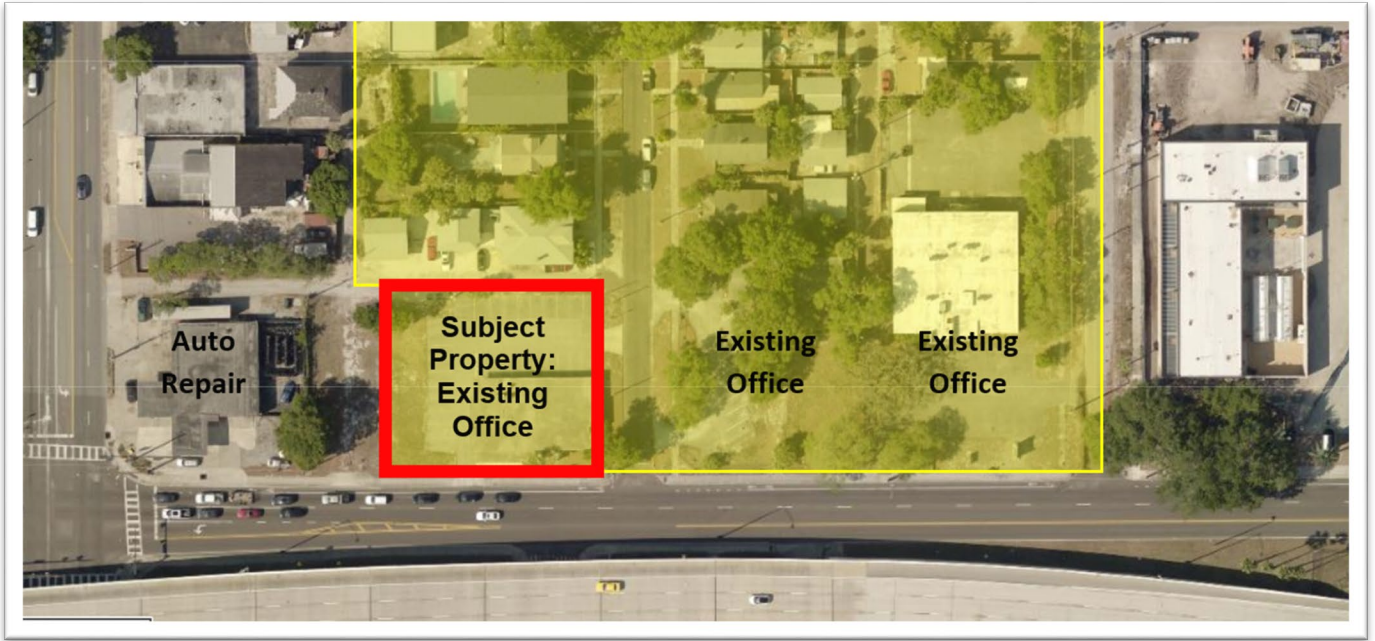 Auto
Repair
Subject
Property:
Existing
Office
Existing
Office
Existing
Office